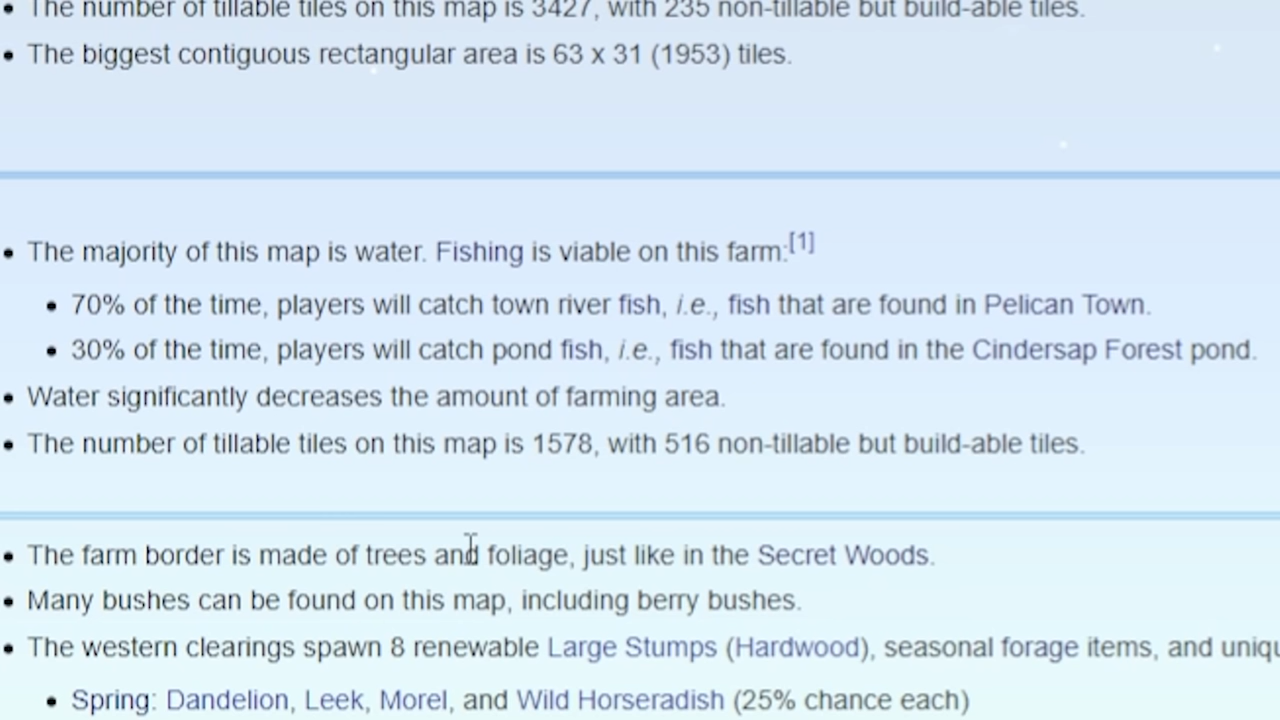 The number of tillable tiles on this map is 3427, with 235 non-tillable but build-able tiles.
The biggest contiguous rectangular area is 63 x 31 (1953) tiles.
The majority of this map is water. Fishing is viable on this farm:[1]
70% of the time, players will catch town river fish, i.e., fish that are found in Pelican Town.
30% of the time, players will catch pond fish, i.e., fish that are found in the Cindersap Forest pond.
Water significantly decreases the amount of farming area.
The number of tillable tiles on this map is 1578, with 516 non-tillable but build-able tiles.
The farm border is made of trees and foliage, just like in the Secret Woods.
Many bushes can be found on this map, including berry bushes.
The western clearings spawn 8 renewable Large Stumps (Hardwood), seasonal forage items, and
Spring: Dandelion, Leek, Morel, and Wild Horseradish (25% chance each)